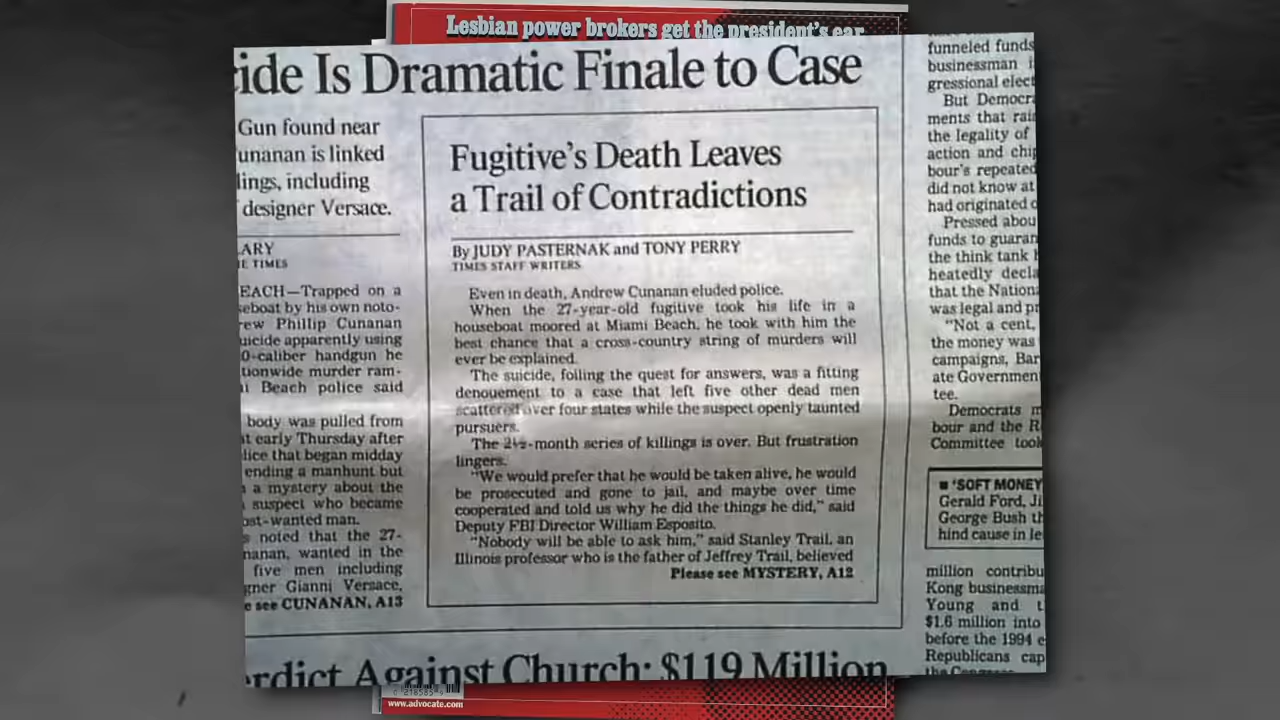 Lesbian power brokers get the president's ear
ide Is Dramatic Finale to Case
Gun found near
unanan is linked
lings, including
designer Versace.
ARY
E TIMES
EACH—Trapped on a
seboat by his own noto-
rew Phillip Cunanan
uicide apparently using
0-caliber handgun he
tionwide murder ram-
i Beach police said
body was pulled from
t early Thursday after
lice that began midday
ending a manhunt but
a mystery about the
suspect who became
ost-wanted man.
s noted that the 27-
nanan, wanted in the
five men including
gner Gianni Versace,
e see CUNANAN, A13
Fugitive's Death Leaves
a Trail of Contradictions
By JUDY PASTERNAK and TONY PERRY
TIMES STAFF WRITERS
Even in death, Andrew Cunanan eluded police.
When the 27-year-old fugitive took his life in a
houseboat moored at Miami Beach, he took with him the
best chance that a cross-country string of murders will
ever be explained.
The suicide, foiling the quest for answers, was a fitting
denouement to a case that left five other dead men
scattered over four states while the suspect openly taunted
pursuers.
The 2½-month series of killings is over. But frustration
lingers.
"We would prefer that he would be taken alive, he would
be prosecuted and gone to jail, and maybe over time
cooperated and told us why he did the things he did," said
Deputy FBI Director William Esposito.
"Nobody will be able to ask him," said Stanley Trail, an
Illinois professor who is the father of Jeffrey Trail, believed
Please see MYSTERY, A12
funneled funds
businessman i
gressional elect
But Democra
ments that rai
the legality of
action and chip
bour's repeated
did not know at
had originated o
Pressed abou
funds to guaran
the think tank
heatedly decla
that the Nation
was legal and pr
"Not a cent,
the money was
campaigns, Bar
ate Government
tee.
Democrats m
bour and the R
Committee took
■ 'SOFT MONEY
Gerald Ford, Ji
George Bush th
hind cause in le
million contribu
Kong businessma
Young and t
$1.6 million into
before the 1994 e
Republicans cap
the Congress
erdict Against Church: $119 Million
www.advocate.com